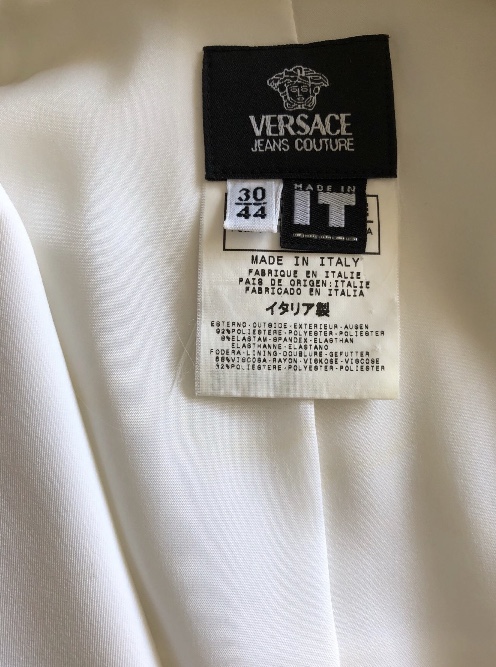 VERSACE
JEANS COUTURE
30
44
MADE IN
IT
MADE IN ITALY
FABRIQUE EN ITALIE
PAIS DE ORIGEN:ITALIE
FABRICADO EN ITALIA
イタリア製
ESTERNO-OUTSIDE-EXTERIEUR-AUSEN
92%POLIESTERE-POLYESTER-POLIESTER
8%ELASTAM-SPANDEX-ELASTHAN
ELASTHANNE-ELASTANO
FODERA-LINING-DOUBLURE-GEFUTTER
68%VISCOSA-RAYON-VISKOSE-VISCOSE
32%POLIESTERE-POLYESTER-POLIESTER